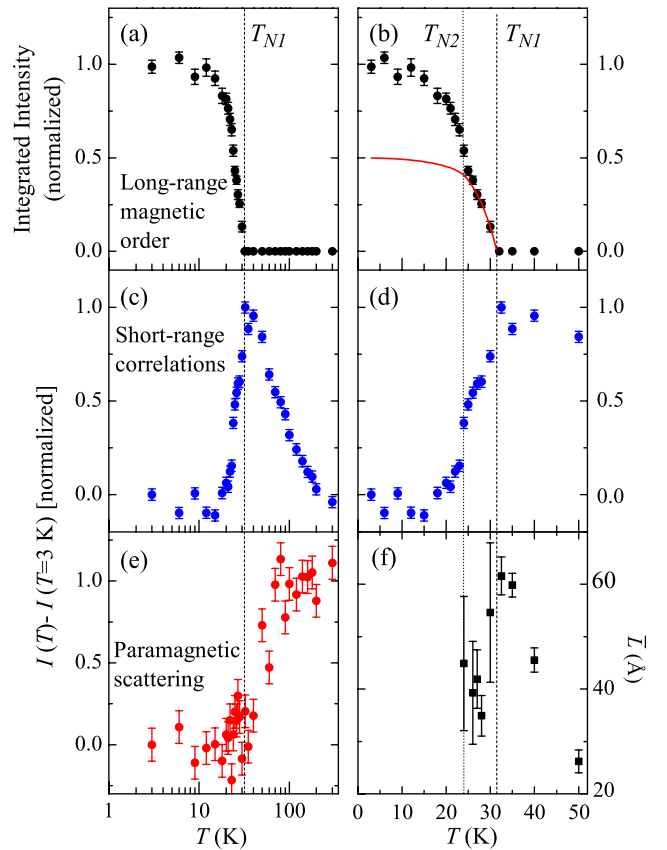 (a)
T_N1
(b)
T_N2
T_N1
Integrated Intensity
(normalized)
1.0
0.5
0.0
Long-range
magnetic
order
1.0
0.5
0.0
(c)
(d)
Short-range
correlations
I (T)- I (T=3 K) [normalized]
1.0
0.5
0.0
1.0
0.5
0.0
(e)
(f)
Paramagnetic
scattering
1.0
0.5
0.0
60
40
20
T̅ (Å)
1
10
100
0
10
20
30
40
50
T (K)
T (K)